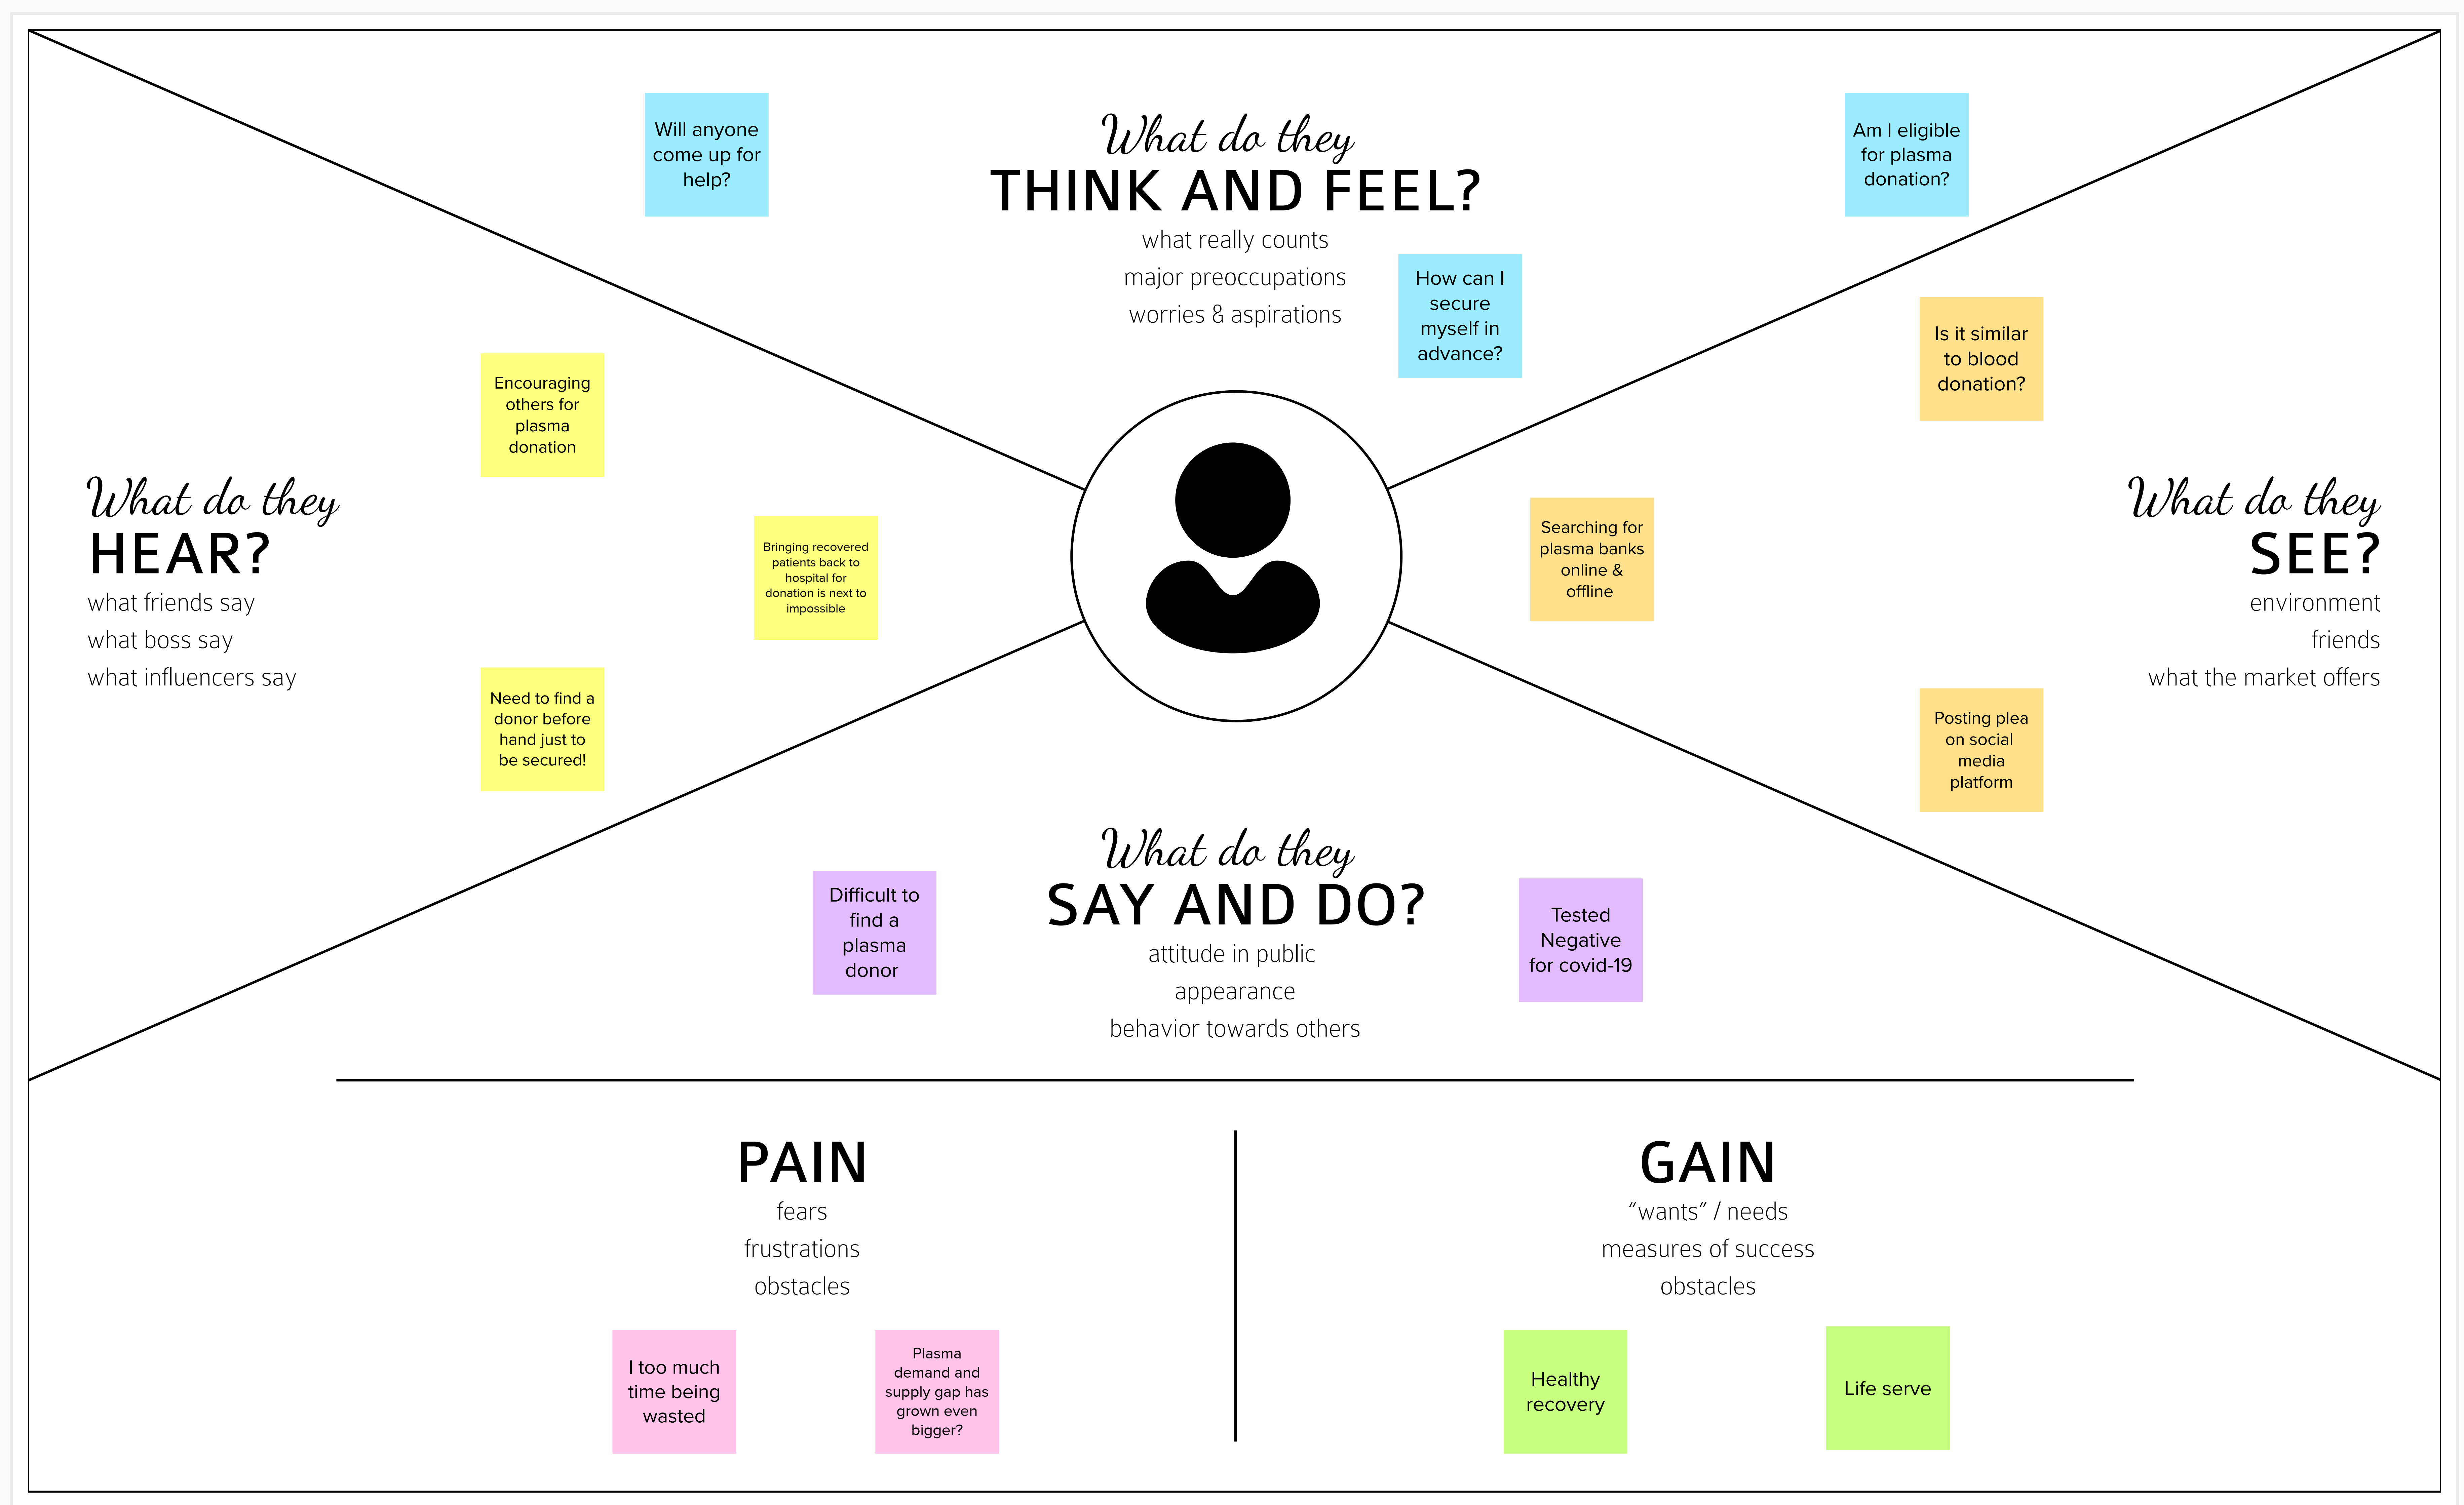 What do they
THINK AND FEEL?
what really counts
major preoccupations
worries & aspirations
Will anyone
come up for
help?
How can I
secure
myself in
advance?
Am I eligible
for plasma
donation?
What do they
HEAR?
what friends say
what boss say
what influencers say
Encouraging
others for
plasma
donation
Bringing recovered
patients back to
hospital for
donation is next to
impossible
Need to find a
donor before
hand just to
be secured!
What do they
SEE?
environment
friends
what the market offers
Is it similar
to blood
donation?
Searching for
plasma banks
online &
offline
Posting plea
on social
media
platform
What do they
SAY AND DO?
attitude in public
appearance
behavior towards others
Difficult to
find a
plasma
donor
Tested
Negative
for covid-19
PAIN
fears
frustrations
obstacles
I too much
time being
wasted
Plasma
demand and
supply gap has
grown even
bigger?
GAIN
“wants” / needs
measures of success
obstacles
Healthy
recovery
Life serve